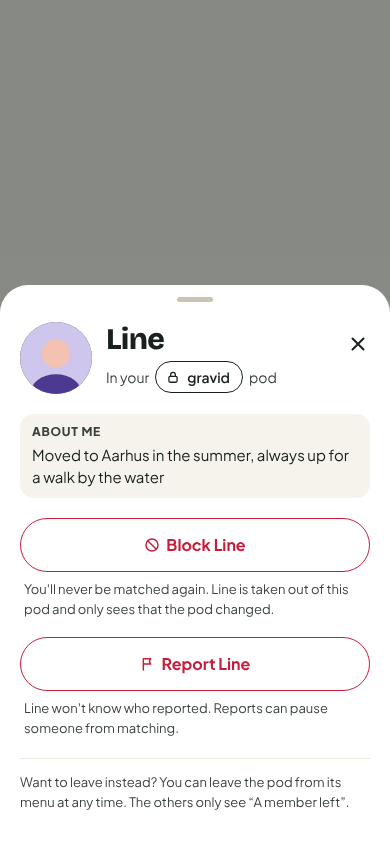 Line
In your gravid pod
ABOUT ME
Moved to Aarhus in the summer, always up for
a walk by the water
Block Line
You'll never be matched again. Line is taken out of this
pod and only sees that the pod changed.
Report Line
Line won't know who reported. Reports can pause
someone from matching.
Want to leave instead? You can leave the pod from its
menu at any time. The others only see “A member left”.